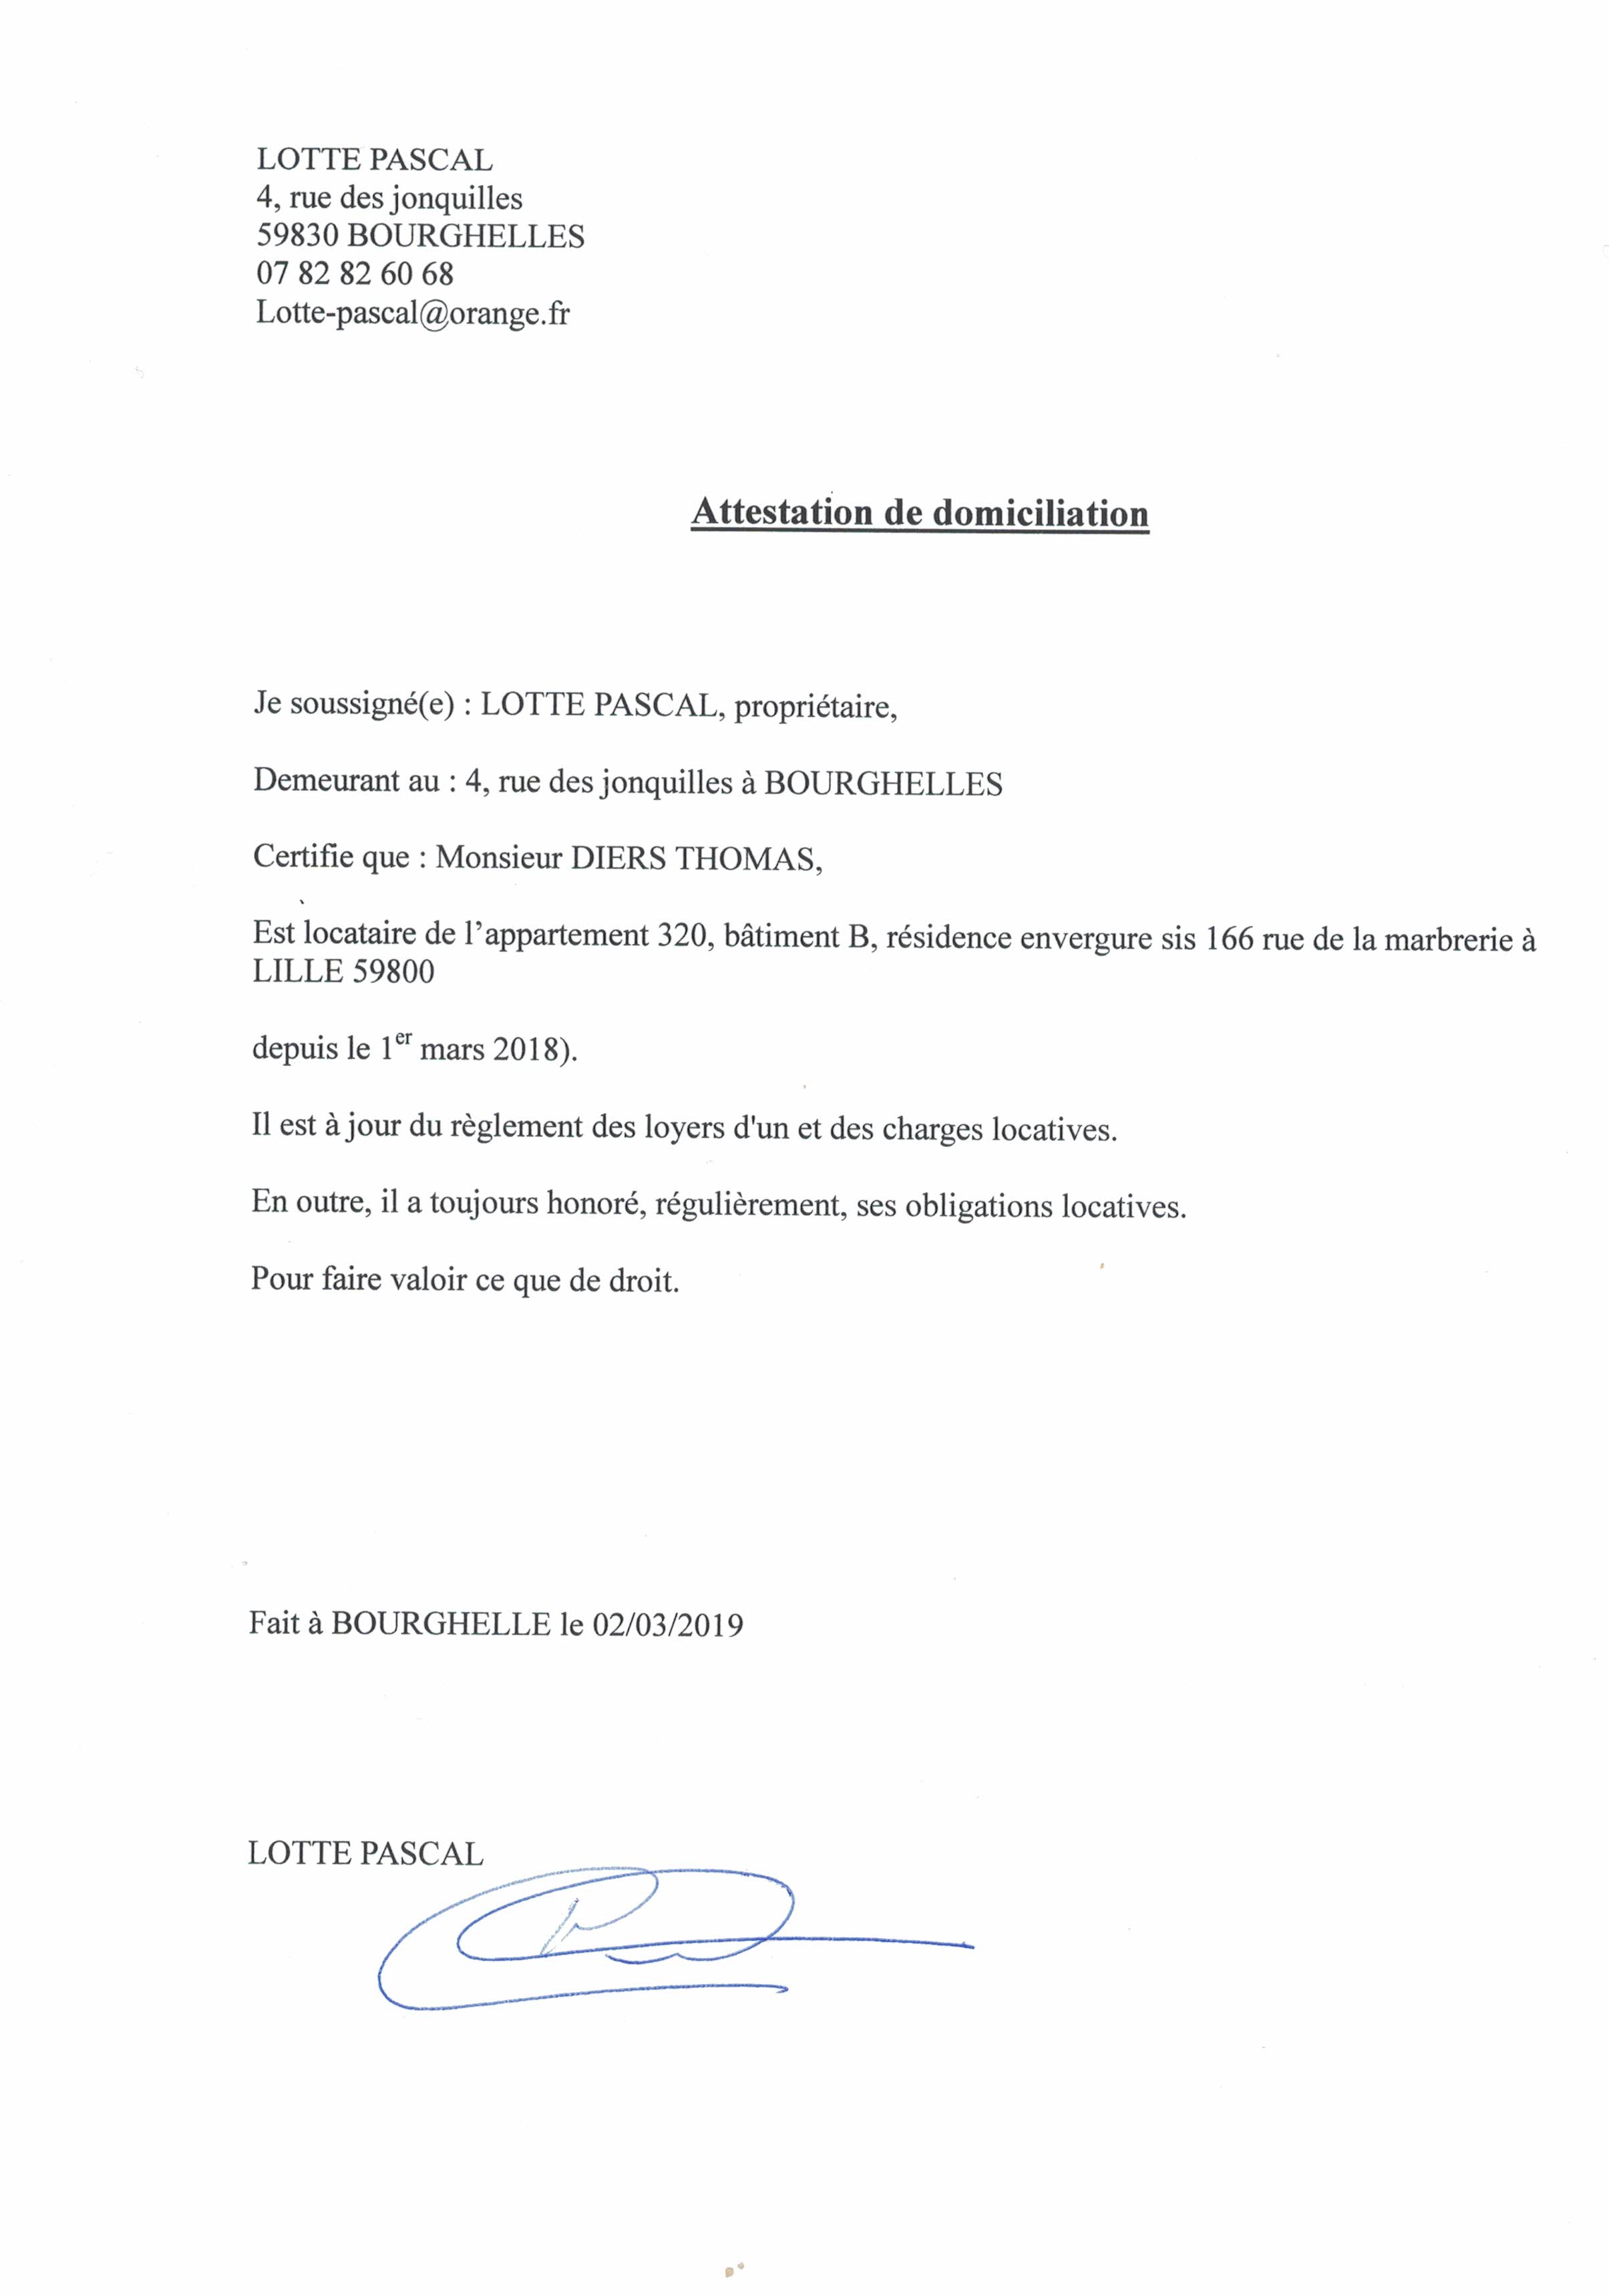 LOTTE PASCAL
4, rue des jonquilles
59830 BOURGHELLES
07 82 82 60 68
Lotte-pascal@orange.fr
Attestation de domiciliation
Je soussigné(e) : LOTTE PASCAL, propriétaire,
Demeurant au : 4, rue des jonquilles à BOURGHELLES
Certifie que : Monsieur DIERS THOMAS,
Est locataire de l’appartement 320, bâtiment B, résidence envergure sis 166 rue de la marbrerie à
LILLE 59800
depuis le 1er mars 2018).
Il est à jour du règlement des loyers d'un et des charges locatives.
En outre, il a toujours honoré, régulièrement, ses obligations locatives.
Pour faire valoir ce que de droit.
Fait à BOURGHELLE le 02/03/2019
LOTTE PASCAL